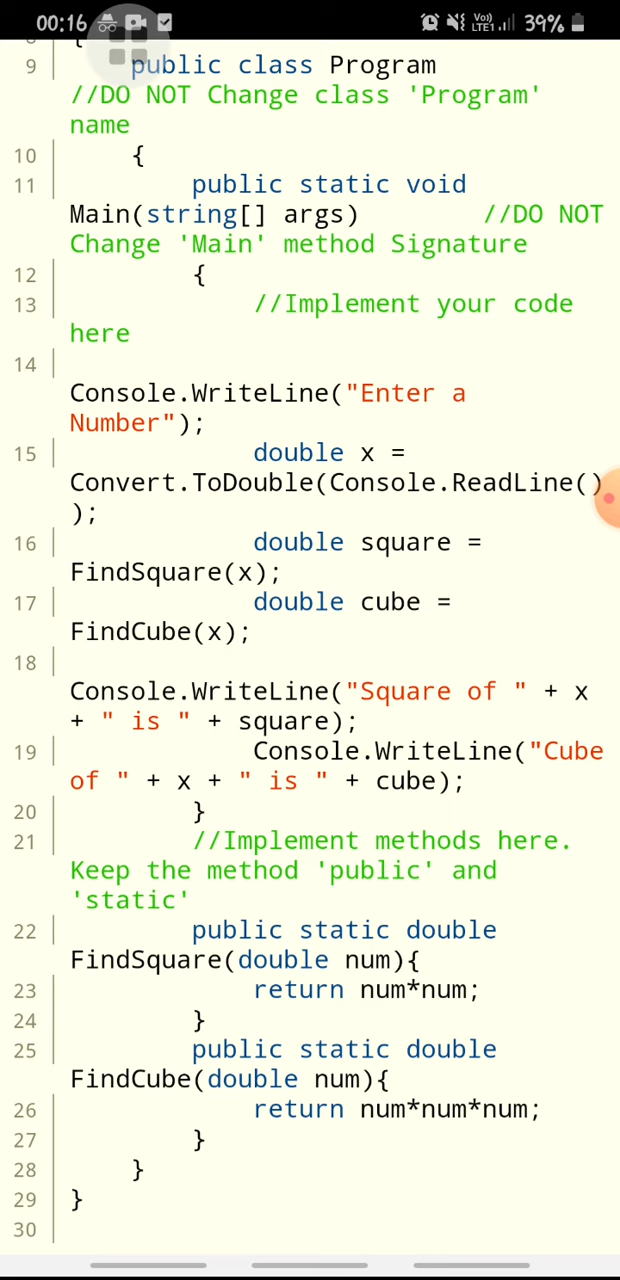 00:16 Vo)) LTE1 39%
{
9 public class Program
//DO NOT Change class 'Program'
name
10 {
11 public static void
Main(string[] args) //DO NOT
Change 'Main' method Signature
12 {
13 //Implement your code
here
14
Console.WriteLine("Enter a
Number");
15 double x =
Convert.ToDouble(Console.ReadLine()
);
16 double square =
FindSquare(x);
17 double cube =
FindCube(x);
18
Console.WriteLine("Square of " + x
+ " is " + square);
19 Console.WriteLine("Cube
of " + x + " is " + cube);
20 }
21 //Implement methods here.
Keep the method 'public' and
'static'
22 public static double
FindSquare(double num){
23 return num*num;
24 }
25 public static double
FindCube(double num){
26 return num*num*num;
27 }
28 }
29 }
30